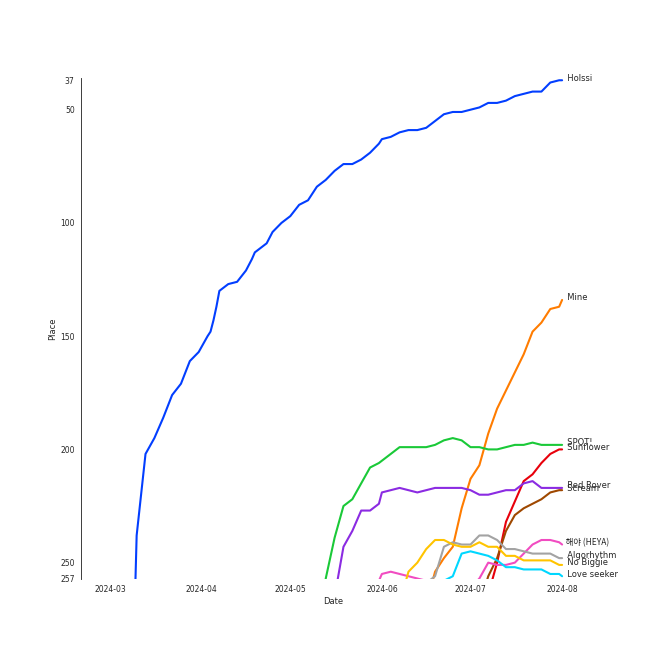 37
50
100
150
200
250
257
Place
2024-03
2024-04
2024-05
2024-06
2024-07
2024-08
Date
Holssi
Mine
SPOT!
Sunflower
Red Rover
Scream
해야 (HEYA)
Algorhythm
No Biggie
Love seeker